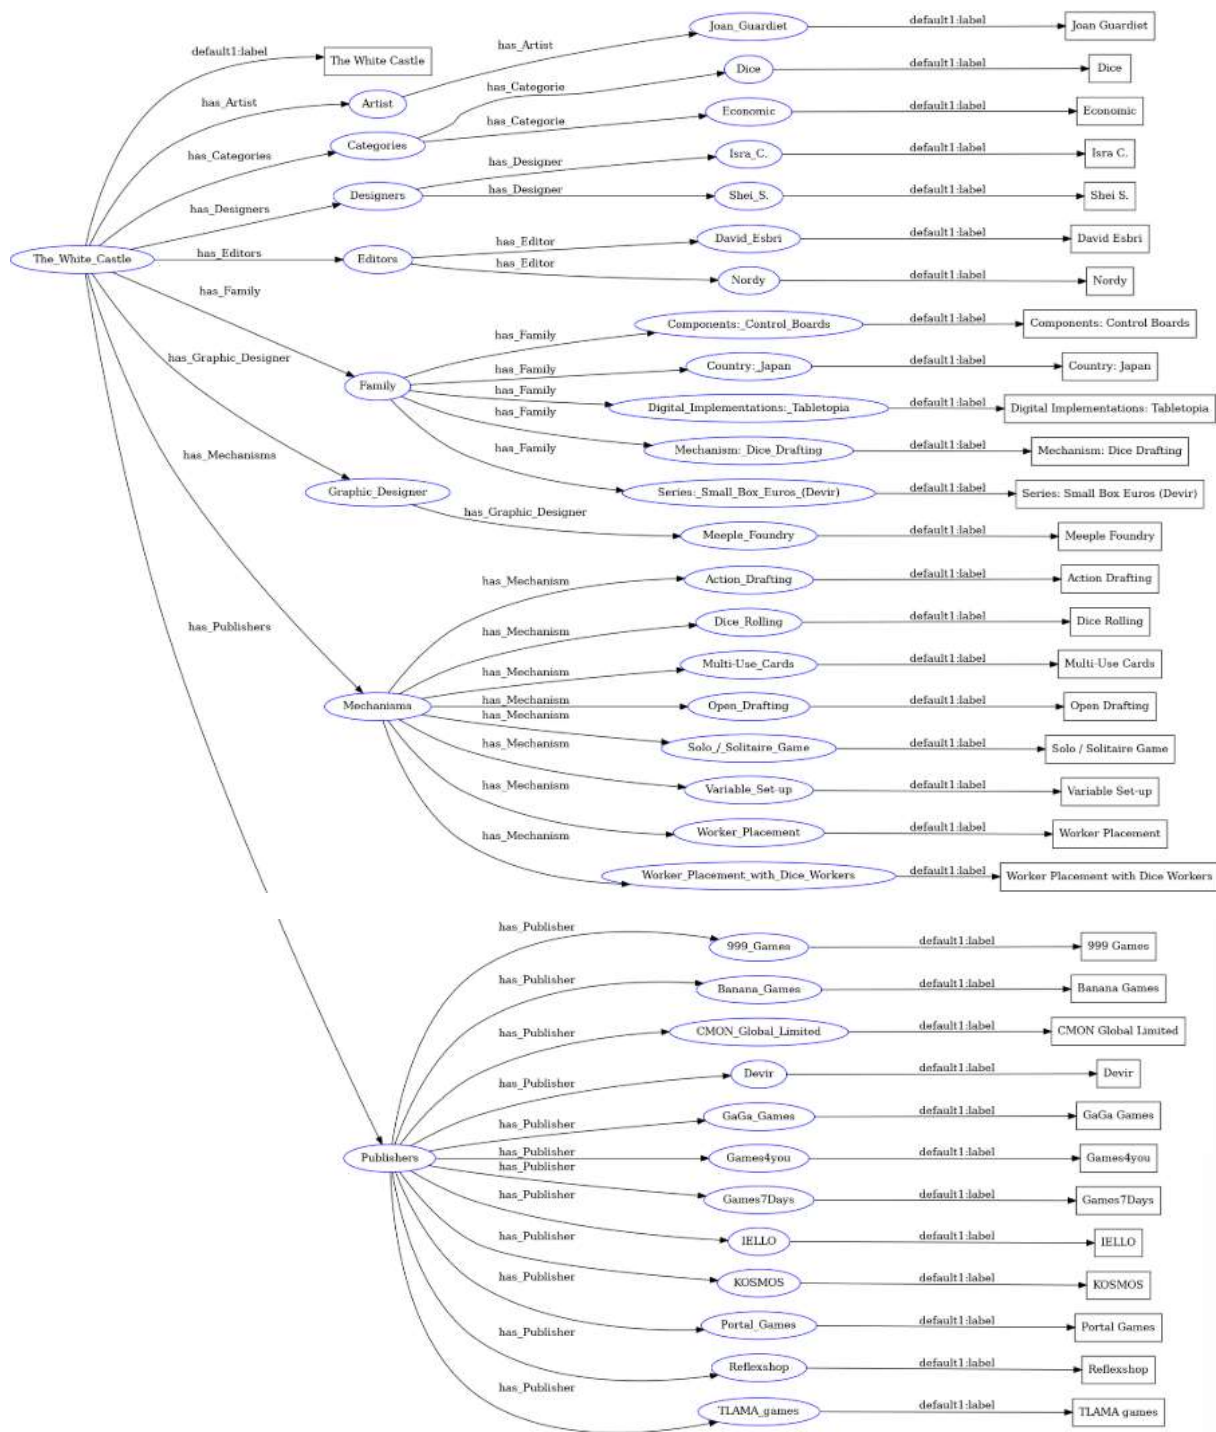 Joan_Guardiet default1:label Joan Guardiet
has_Artist
default1:label The White Castle
Dice default1:label Dice
has_Categorie
has_Artist Artist
Economic default1:label Economic
has_Categorie
Categories
has_Categories
Isra_C. default1:label Isra C.
has_Designer
Designers has_Designer Shei_S. default1:label Shei S.
has_Designers
David_Esbri default1:label David Esbri
has_Editor
The_White_Castle has_Editors Editors
has_Editor Nordy default1:label Nordy
has_Family
Components:_Control_Boards default1:label Components: Control Boards
has_Family
has_Graphic_Designer
Country:_Japan default1:label Country: Japan
has_Family
Family
has_Family Digital_Implementations:_Tabletopia default1:label Digital Implementations: Tabletopia
has_Family
has_Family Mechanism:_Dice_Drafting default1:label Mechanism: Dice Drafting
has_Mechanisms
Graphic_Designer Series:_Small_Box_Euros_(Devir) default1:label Series: Small Box Euros (Devir)
has_Graphic_Designer
Meeple_Foundry default1:label Meeple Foundry
has_Mechanism Action_Drafting default1:label Action Drafting
has_Publishers
has_Mechanism Dice_Rolling default1:label Dice Rolling
has_Mechanism Multi-Use_Cards default1:label Multi-Use Cards
Mechanisms has_Mechanism Open_Drafting default1:label Open Drafting
has_Mechanism
has_Mechanism Solo_/_Solitaire_Game default1:label Solo / Solitaire Game
has_Mechanism Variable_Set-up default1:label Variable Set-up
has_Mechanism Worker_Placement default1:label Worker Placement
Worker_Placement_with_Dice_Workers default1:label Worker Placement with Dice Workers
has_Publisher
999_Games default1:label 999 Games
has_Publisher
Banana_Games default1:label Banana Games
has_Publisher CMON_Global_Limited default1:label CMON Global Limited
has_Publisher Devir default1:label Devir
has_Publisher GaGa_Games default1:label GaGa Games
Publishers has_Publisher Games4you default1:label Games4you
has_Publisher
has_Publisher Games7Days default1:label Games7Days
has_Publisher IELLO default1:label IELLO
has_Publisher KOSMOS default1:label KOSMOS
has_Publisher Portal_Games default1:label Portal Games
Reflexshop default1:label Reflexshop
has_Publisher
TLAMA_games default1:label TLAMA games